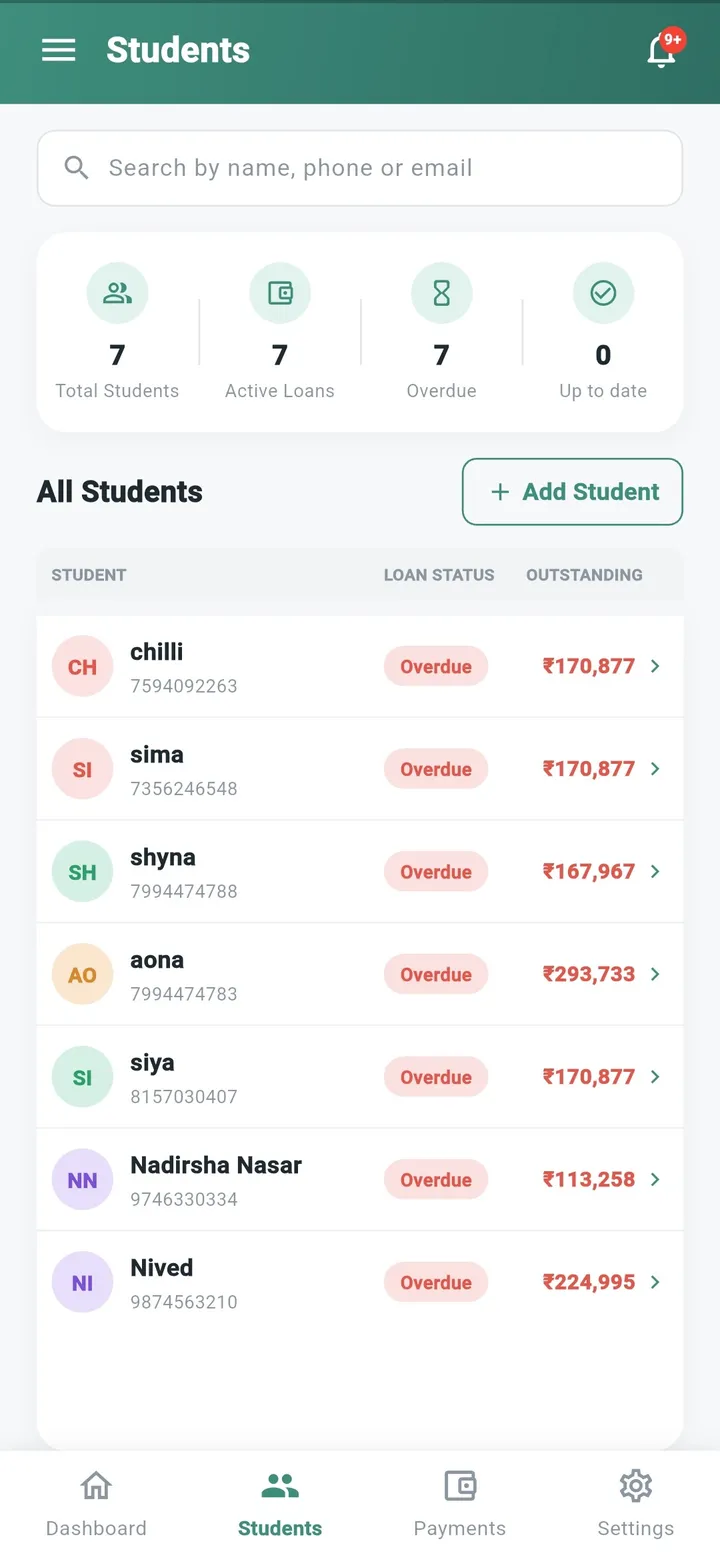 Students
9+
Search by name, phone or email
7 7 7 0
Total Students Active Loans Overdue Up to date
All Students
+ Add Student
STUDENT LOAN STATUS OUTSTANDING
CH chilli Overdue ₹170,877
7594092263
SI sima Overdue ₹170,877
7356246548
SH shyna Overdue ₹167,967
7994474788
AO aona Overdue ₹293,733
7994474783
SI siya Overdue ₹170,877
8157030407
NN Nadirsha Nasar Overdue ₹113,258
9746330334
NI Nived Overdue ₹224,995
9874563210
Dashboard Students Payments Settings